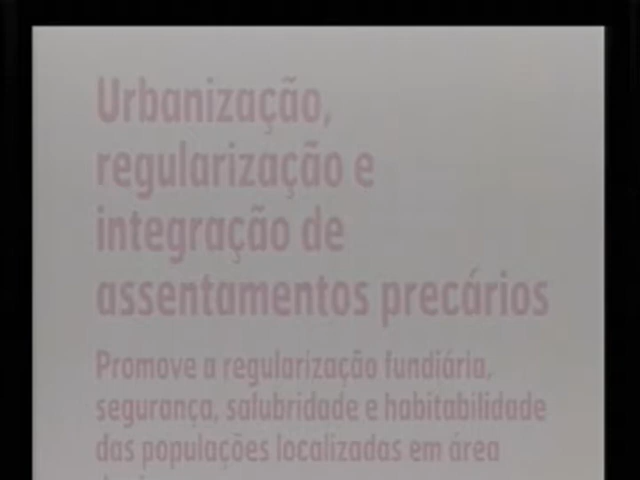 Urbanização,
regularização e
integração de
assentamentos precários
Promove a regularização fundiária,
segurança, salubridade e habitabilidade
das populações localizadas em área